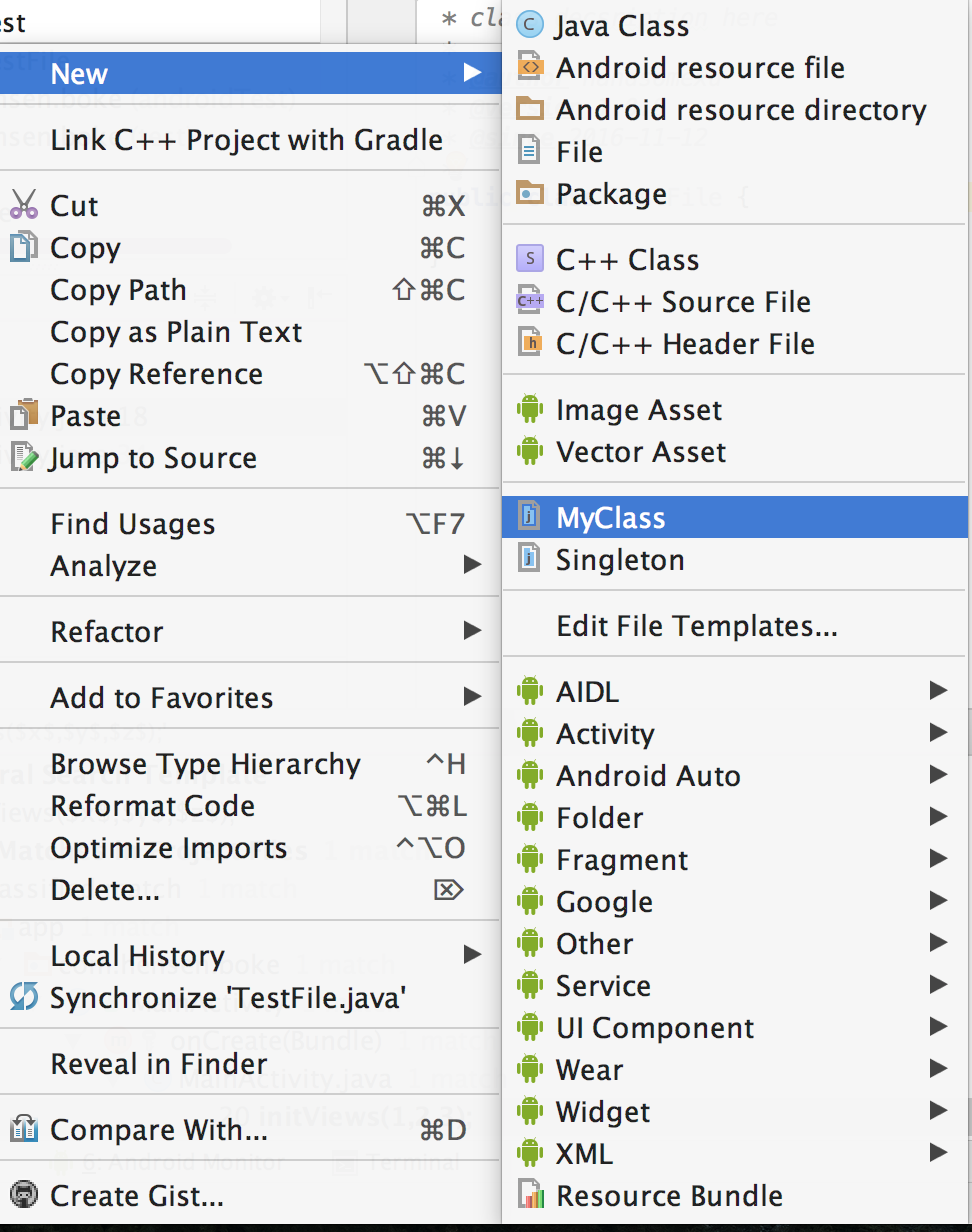 est
* cla
New
Link C++ Project with Gradle
Cut ⌘X
Copy ⌘C
Copy Path ⇧⌘C
Copy as Plain Text
Copy Reference ⌥⇧⌘C
Paste ⌘V
Jump to Source ⌘↓
Find Usages ⌥F7
Analyze
Refactor
Add to Favorites
Browse Type Hierarchy ^H
Reformat Code ⌥⌘L
Optimize Imports ^⌥O
Delete... ⌦
Local History
Synchronize 'TestFile.java'
Reveal in Finder
Compare With... ⌘D
Create Gist...
Java Class
Android resource file
Android resource directory
File
Package
C++ Class
C/C++ Source File
C/C++ Header File
Image Asset
Vector Asset
MyClass
Singleton
Edit File Templates...
AIDL
Activity
Android Auto
Folder
Fragment
Google
Other
Service
UI Component
Wear
Widget
XML
Resource Bundle